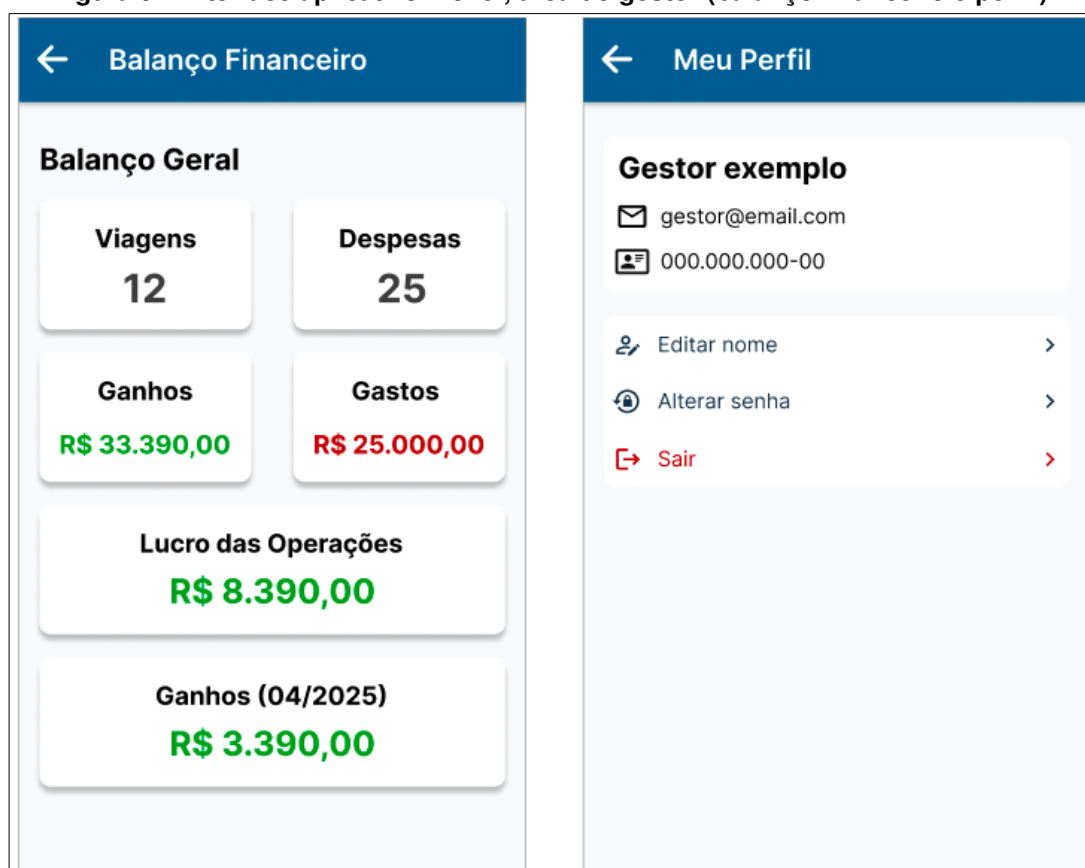 Balanço Financeiro
Balanço Geral
Viagens
12
Despesas
25
Ganhos
R$ 33.390,00
Gastos
R$ 25.000,00
Lucro das Operações
R$ 8.390,00
Ganhos (04/2025)
R$ 3.390,00
Meu Perfil
Gestor exemplo
gestor@email.com
000.000.000-00
Editar nome
Alterar senha
Sair